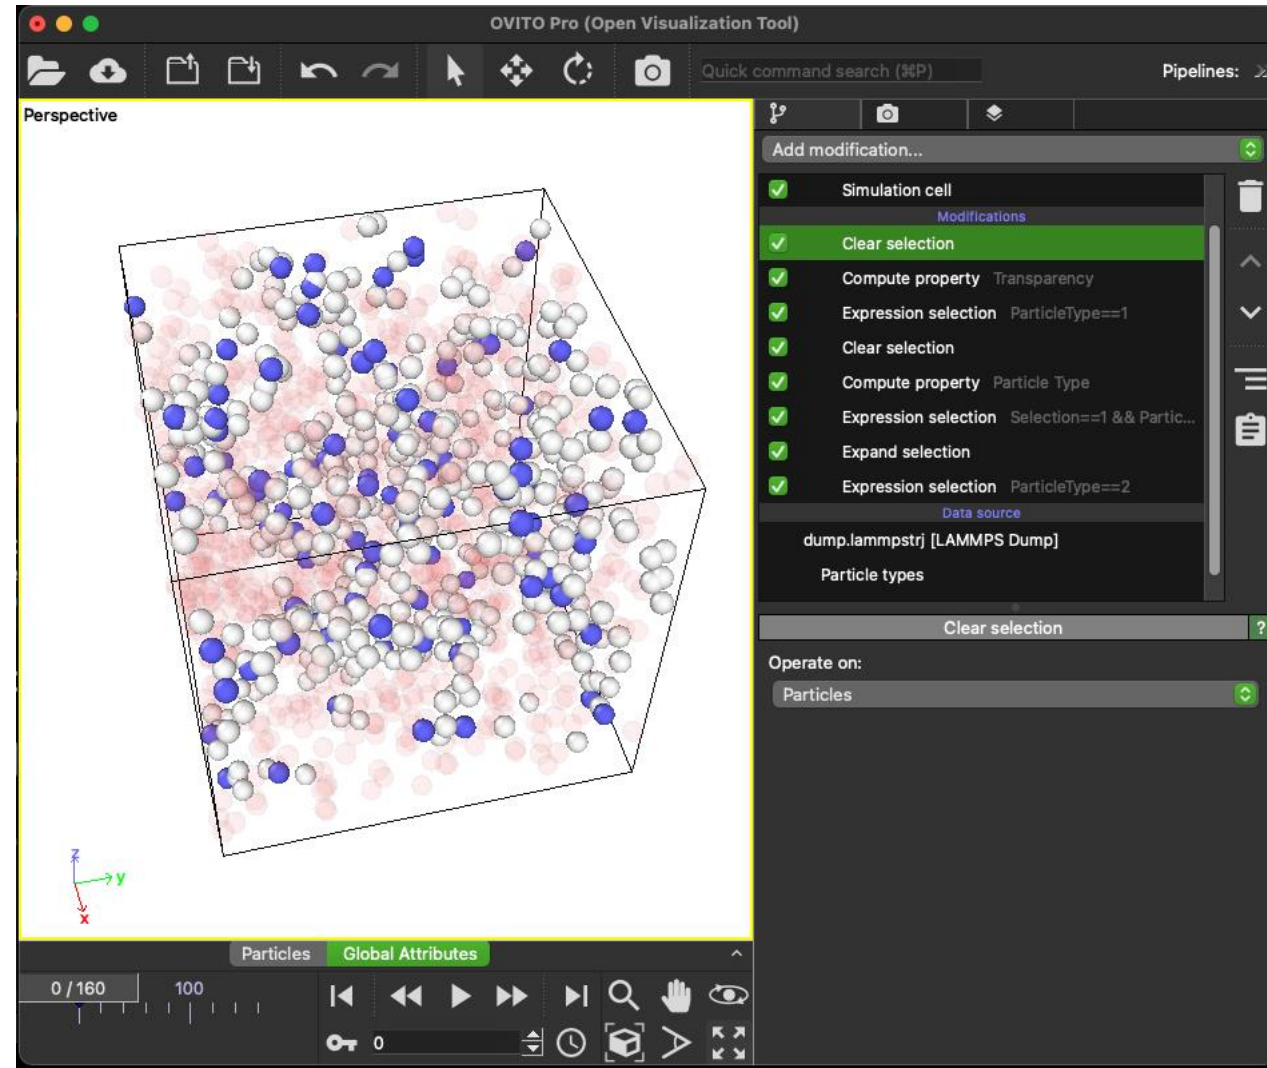 OVITO Pro (Open Visualization Tool)
Quick command search (⌘P)
Pipelines:
Perspective
Add modification...
Simulation cell
Modifications
Clear selection
Compute property Transparency
Expression selection ParticleType==1
Clear selection
Compute property Particle Type
Expression selection Selection==1 && Partic...
Expand selection
Expression selection ParticleType==2
Data source
dump.lammpstrj [LAMMPS Dump]
Particle types
Clear selection ?
Operate on:
Particles
z
y
x
Particles Global Attributes
0 / 160 100
0